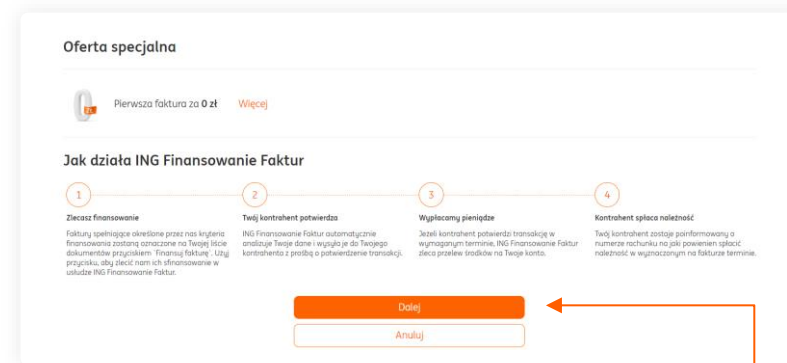 Oferta specjalna
Pierwsza faktura za 0 zł Więcej
Jak działa ING Finansowanie Faktur
1
2
3
4
Zlecasz finansowanie
Faktury spełniające określone przez nas kryteria
finansowania zostaną oznaczone na Twojej liście
dokumentów przyciskiem 'Finansuj fakturę'. Użyj
przycisku, aby zlecić nam ich sfinansowanie w
usłudze ING Finansowanie Faktur.
Twój kontrahent potwierdza
ING Finansowanie Faktur automatycznie
analizuje Twoje dane i wysyła je do Twojego
kontrahenta z prośbą o potwierdzenie transakcji.
Wypłacamy pieniądze
Jeżeli kontrahent potwierdzi transakcję w
wymaganym terminie, ING Finansowanie Faktur
zleca przelew środków na Twoje konto.
Kontrahent spłaca należność
Twój kontrahent zostaje poinformowany o
numerze rachunku na jaki powinien spłacić
należność w wyznaczonym na fakturze terminie.
Dalej
Anuluj